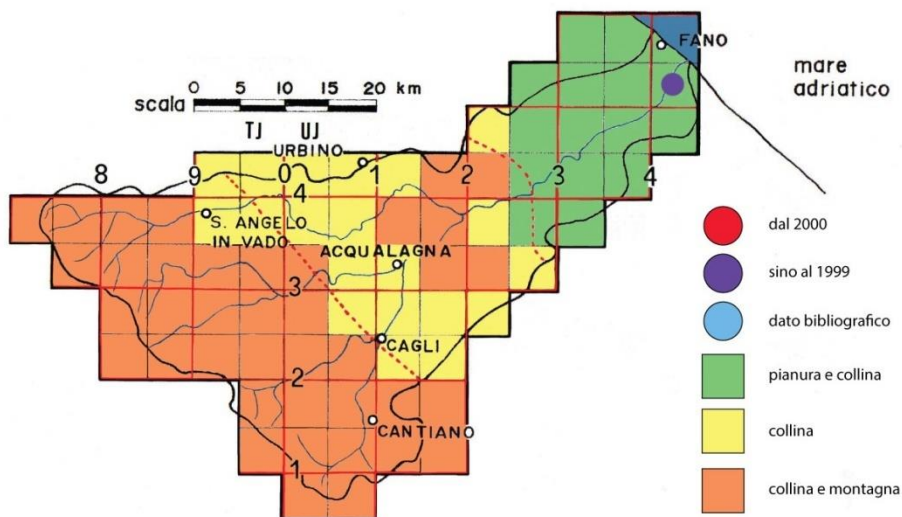 FANO
mare
adriatico
scala 0 5 10 15 20 km
TJ UJ
URBINO
8 9 0 1 2 3 4
4
S. ANGELO
IN VADO
ACQUALAGNA
3
CAGLI
2
CANTIANO
1
dal 2000
sino al 1999
dato bibliografico
pianura e collina
collina
collina e montagna